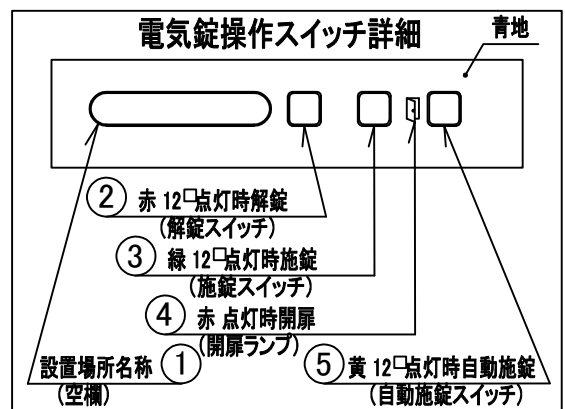 電気錠操作スイッチ詳細
青地
② 赤 12□点灯時解錠
(解錠スイッチ)
③ 緑 12□点灯時施錠
(施錠スイッチ)
④ 赤 点灯時開扉
(開扉ランプ)
設置場所名称 ①
(空欄)
⑤ 黄 12□点灯時自動施錠
(自動施錠スイッチ)